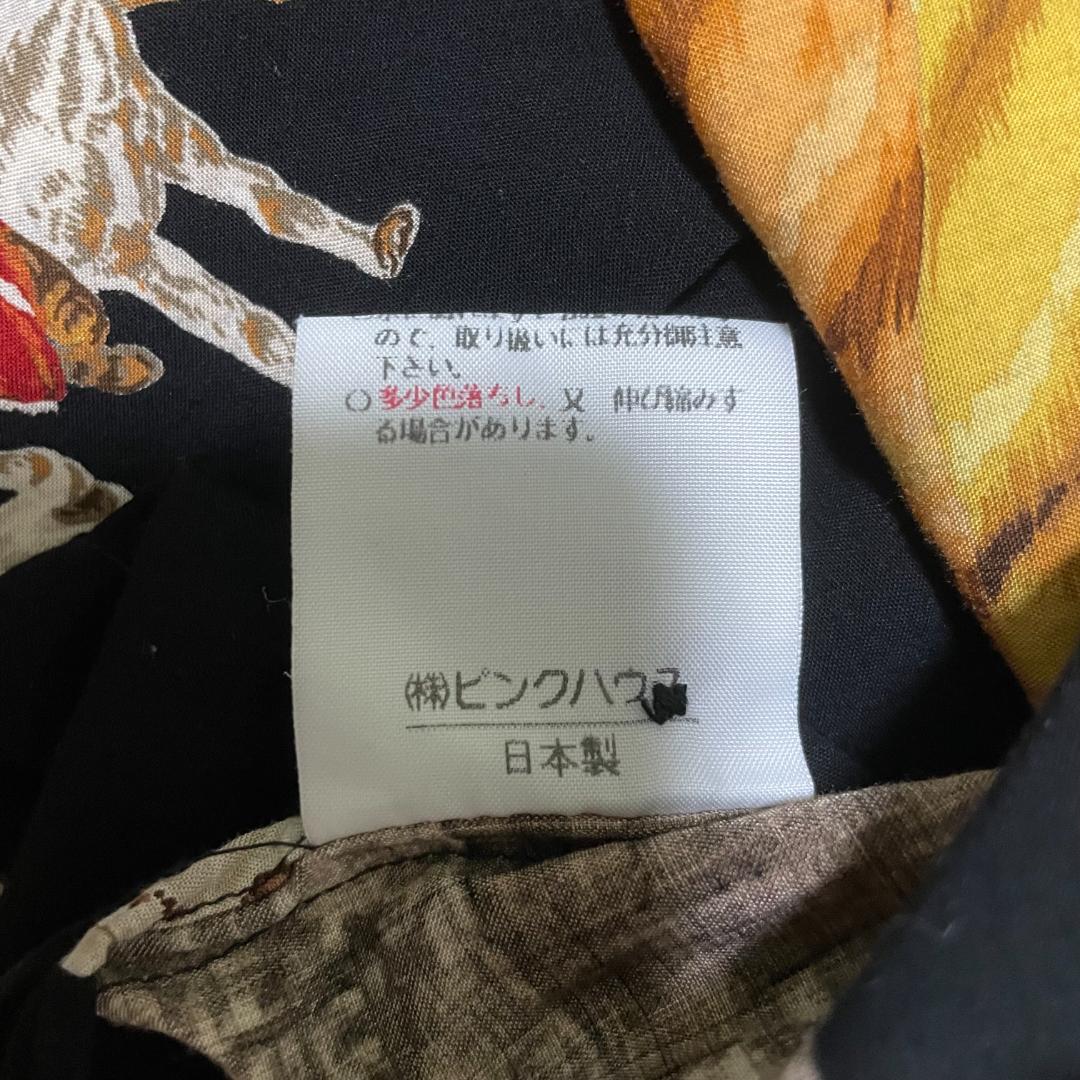 ので、取り扱いには充分御注意
下さい。
○多少色落ちし、又 伸び縮みす
る場合があります。
㈱ピンクハウ
日本製